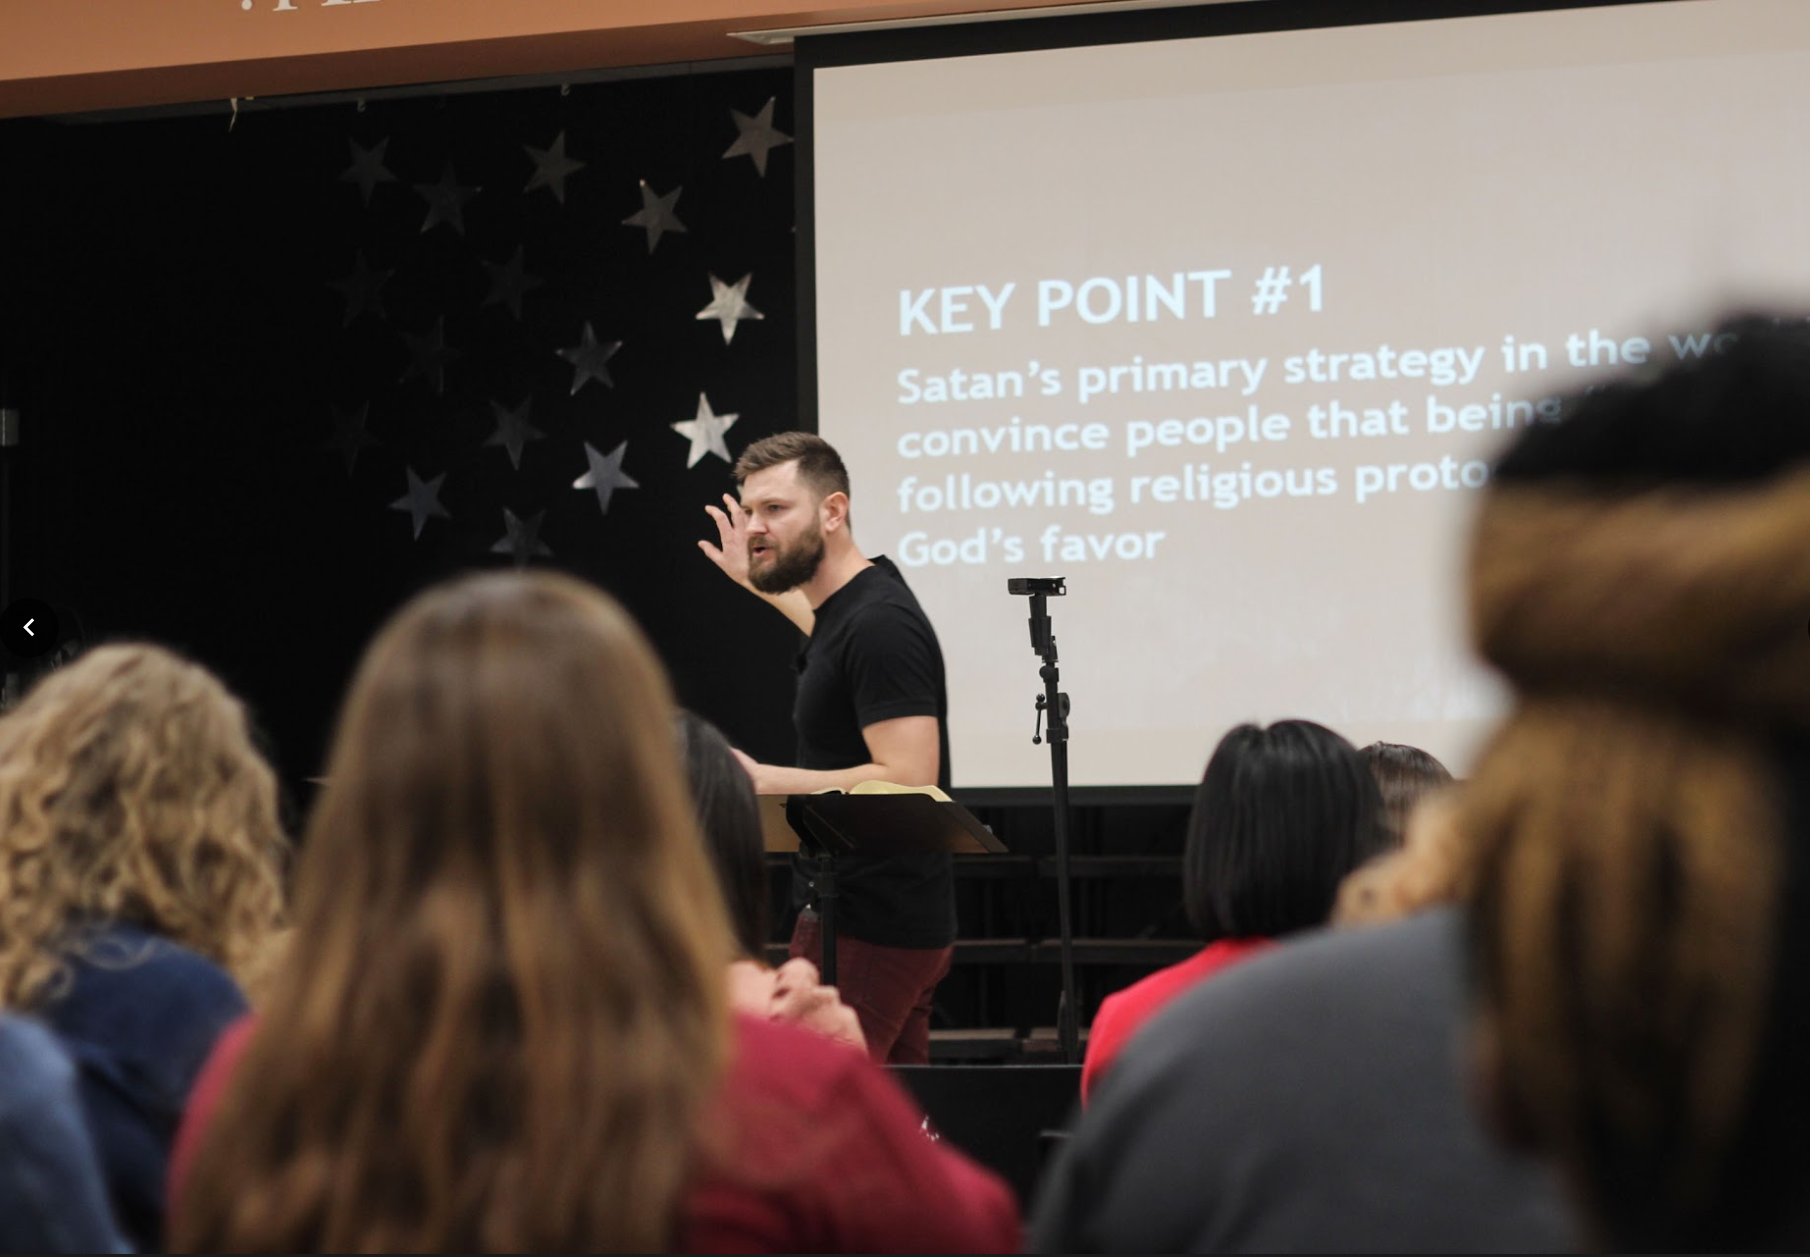 KEY POINT #1
Satan's primary strategy in the
convince people that being
following religious
God's favor